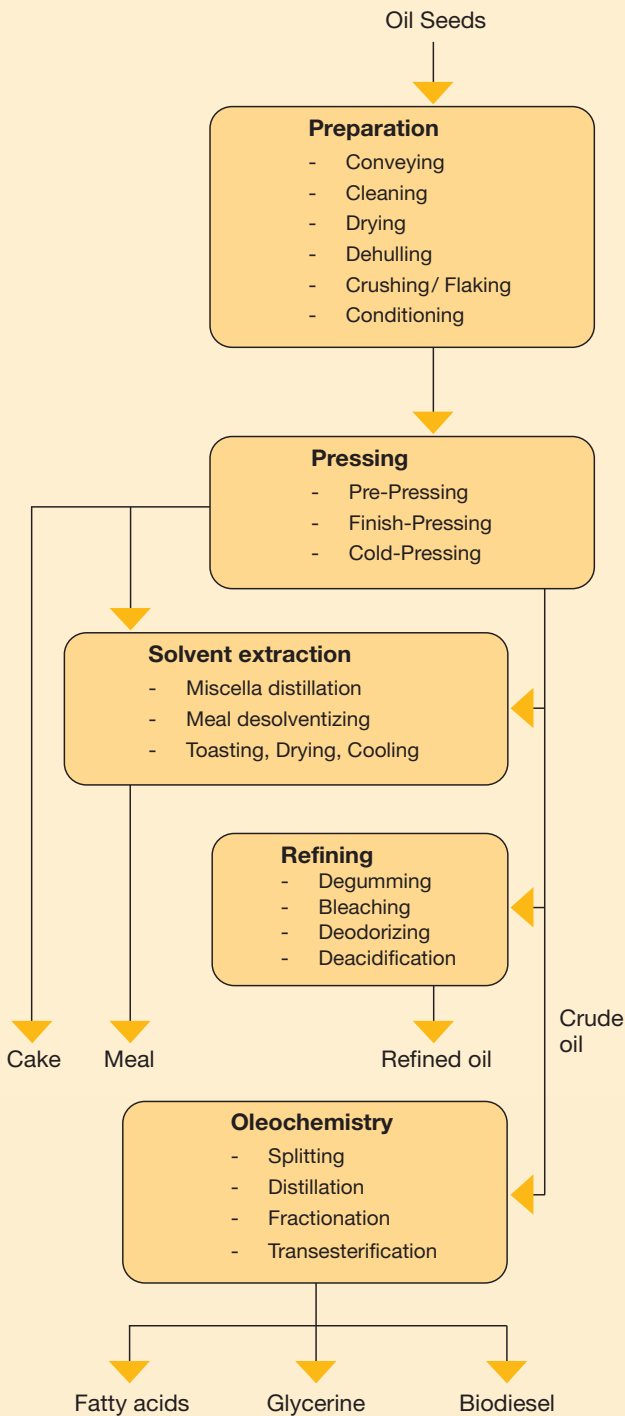 Oil Seeds
Preparation
- Conveying
- Cleaning
- Drying
- Dehulling
- Crushing/ Flaking
- Conditioning
Pressing
- Pre-Pressing
- Finish-Pressing
- Cold-Pressing
Solvent extraction
- Miscella distillation
- Meal desolventizing
- Toasting, Drying, Cooling
Refining
- Degumming
- Bleaching
- Deodorizing
- Deacidification
Crude
oil
Cake
Meal
Refined oil
Oleochemistry
- Splitting
- Distillation
- Fractionation
- Transesterification
Fatty acids
Glycerine
Biodiesel